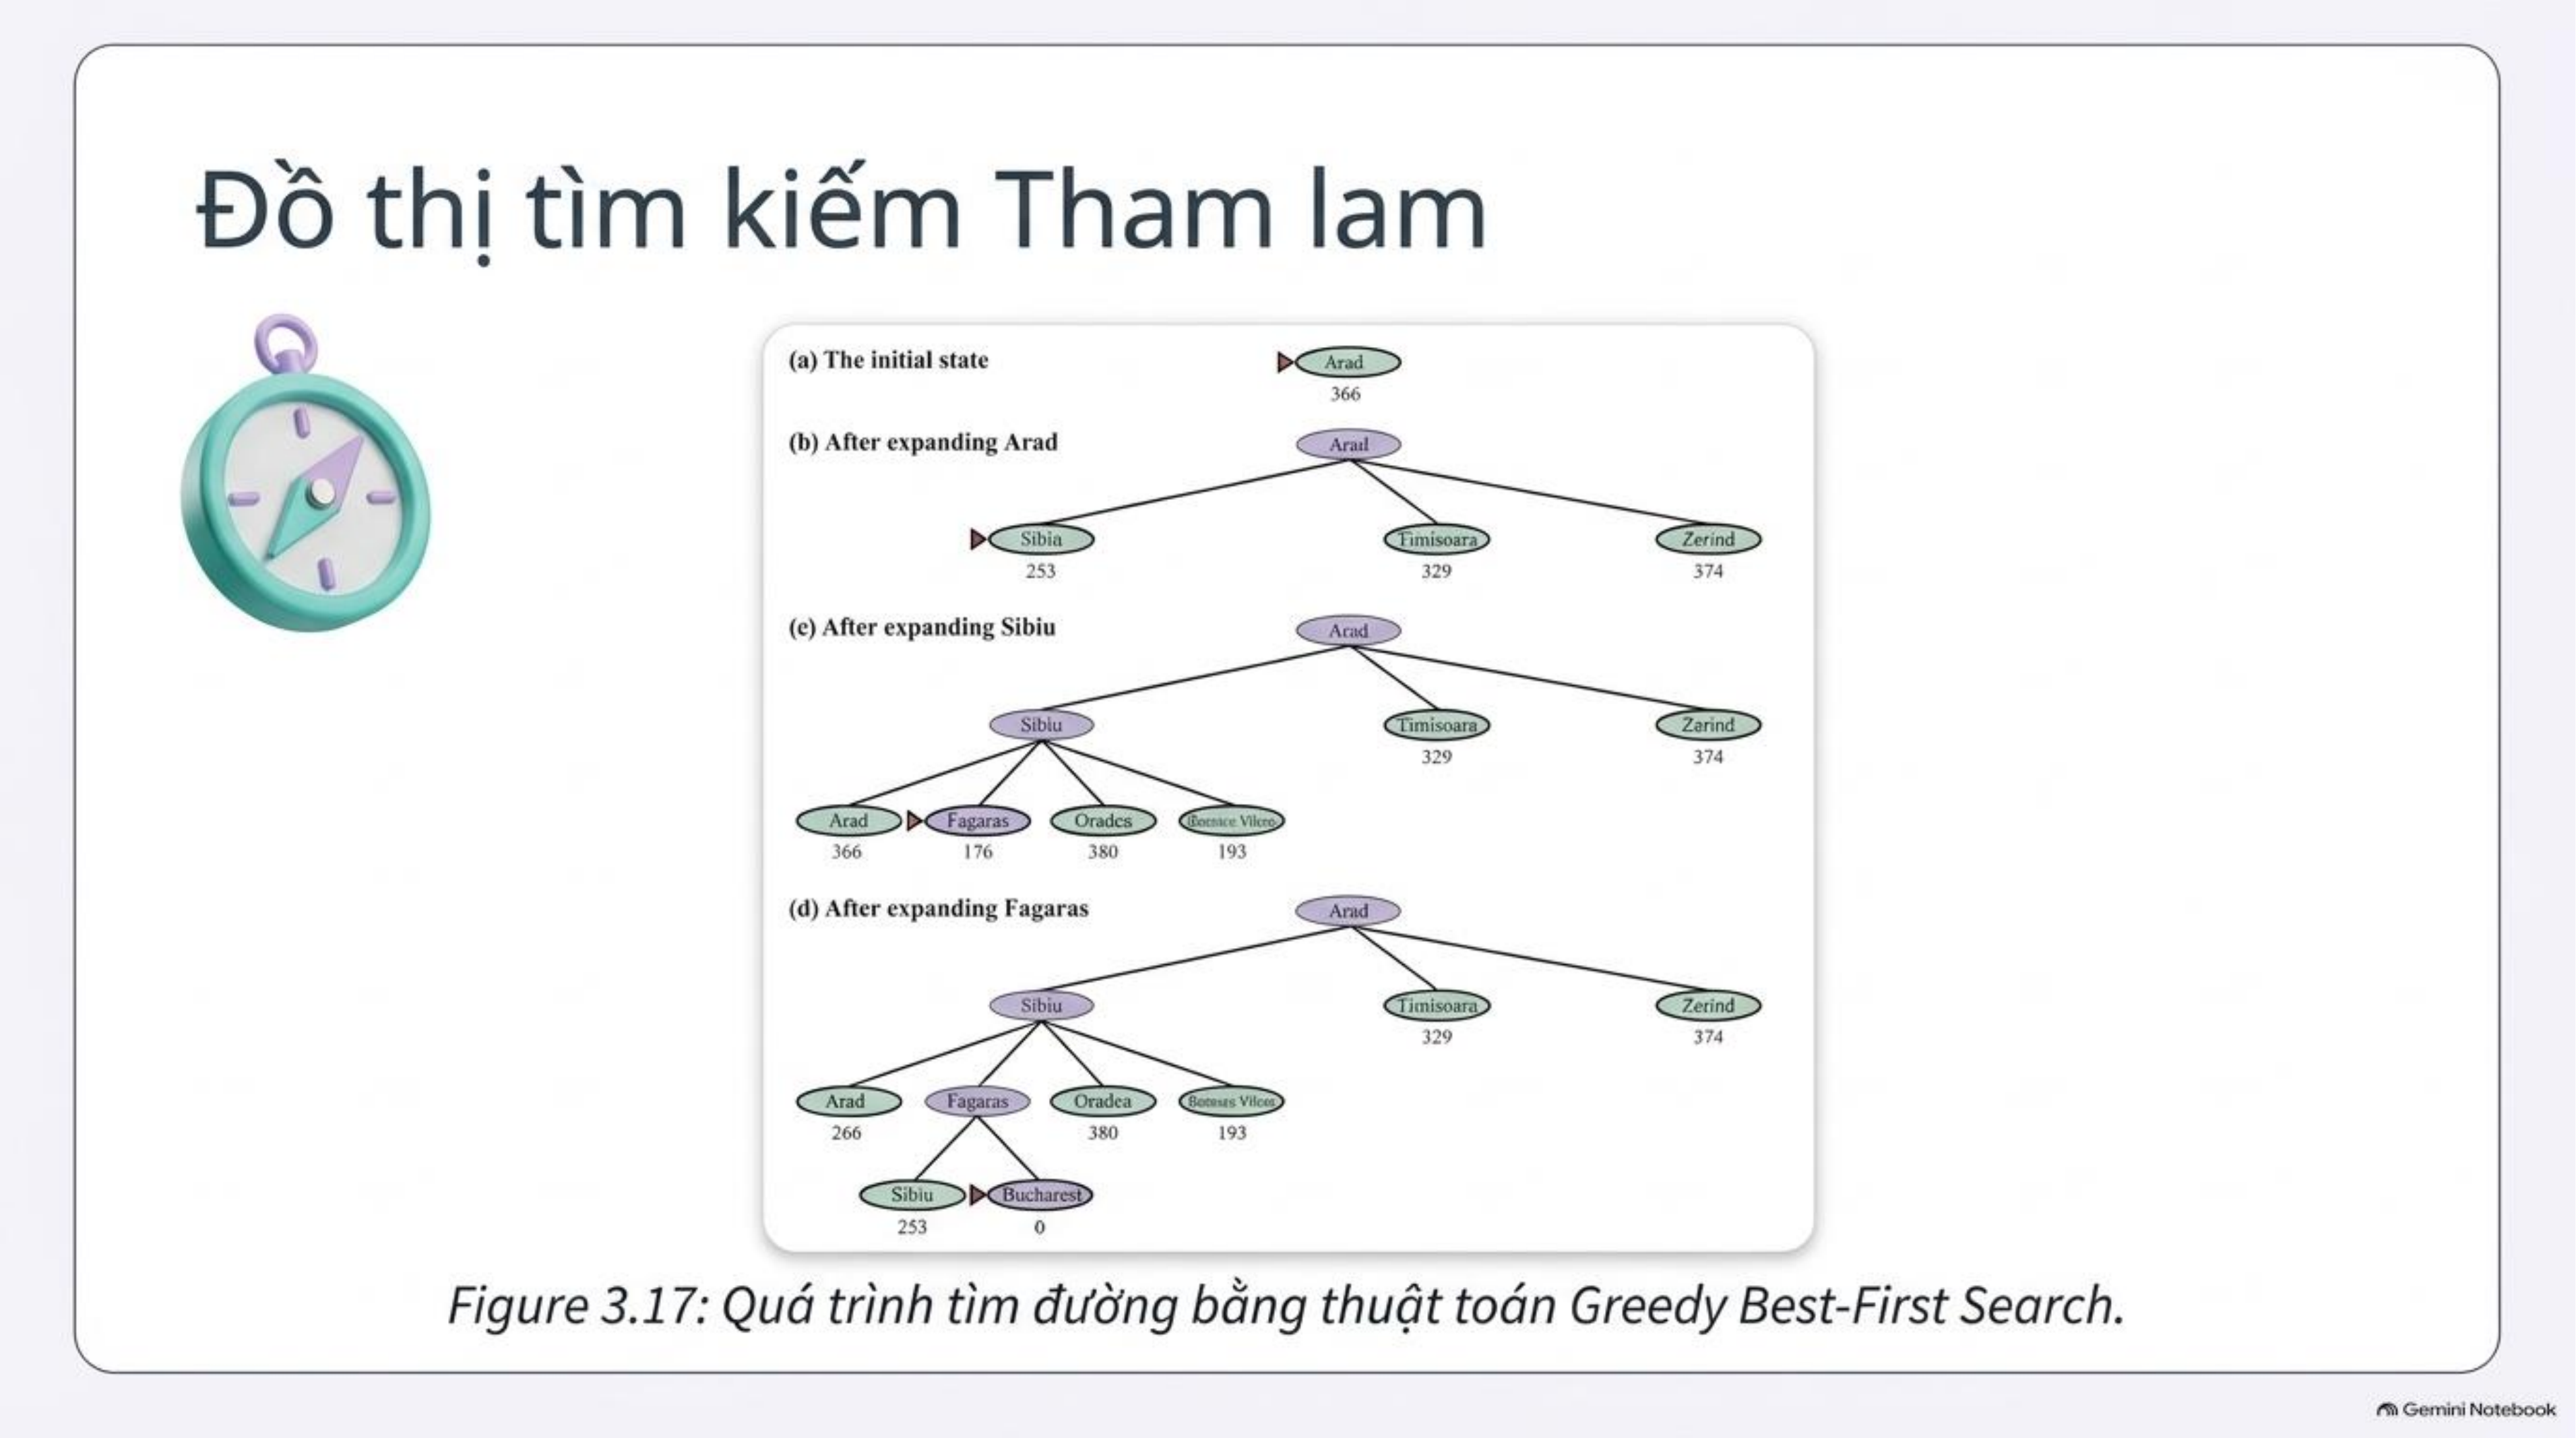 Đồ thị tìm kiếm Tham lam
(a) The initial state
Arad
366
(b) After expanding Arad
Arad
Sibia Timisoara Zerind
253 329 374
(e) After expanding Sibiu
Arad
Sibiu Timisoara Zarind
329 374
Arad Fagaras Oradcs
366 176 380 193
(d) After expanding Fagaras
Arad
Sibiu Timisoara Zerind
329 374
Arad Fagaras Oradea
266 380 193
Sibiu Bucharest
253 0
Figure 3.17: Quá trình tìm đường bằng thuật toán Greedy Best-First Search.
Gemini Notebook